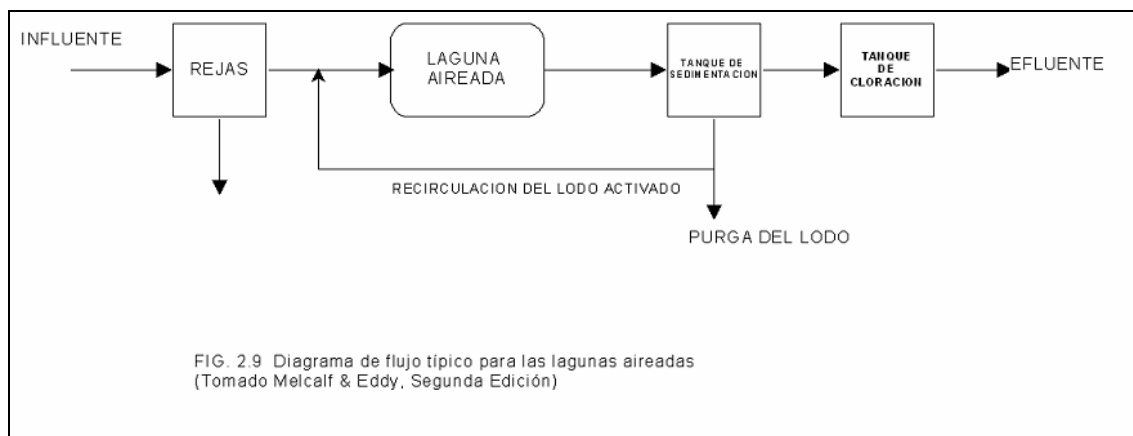 INFLUENTE
REJAS
LAGUNA
AIREADA
TANQUE DE
SEDIMENTACION
TANQUE
DE
CLORACION
EFLUENTE
RECIRCULACION DEL LODO ACTIVADO
PURGA DEL LODO
FIG. 2.9 Diagrama de flujo típico para las lagunas aireadas
(Tomado Melcalf & Eddy, Segunda Edición)